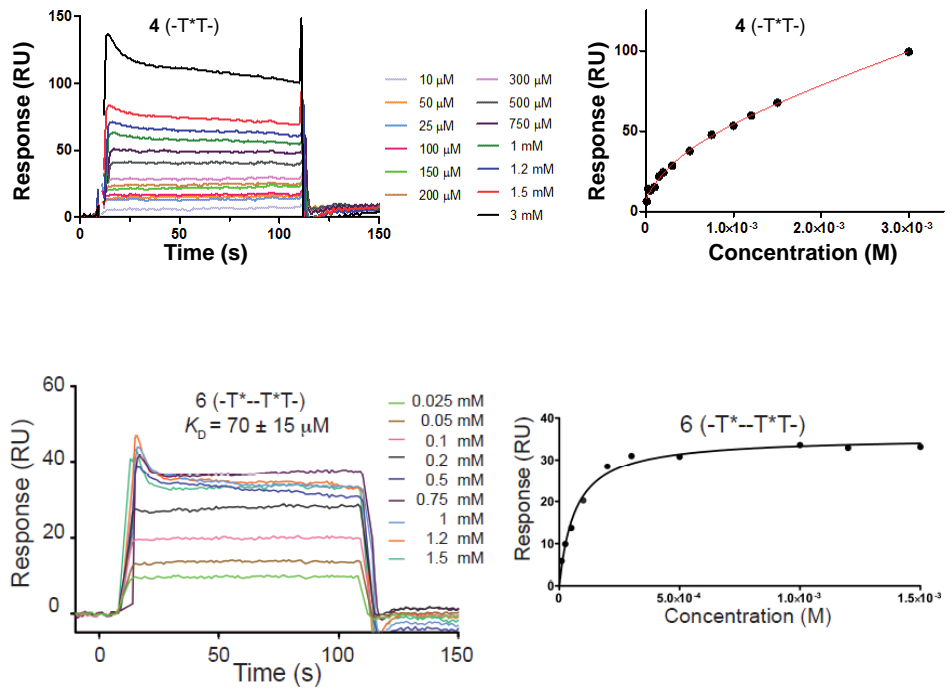 4 (-T*T-)
Response (RU)
150
100
50
0
0
50
100
150
Time (s)
10 µM
50 µM
25 µM
100 µM
150 µM
200 µM
300 µM
500 µM
750 µM
1 mM
1.2 mM
1.5 mM
3 mM
4 (-T*T-)
Response (RU)
100
50
0
0
1.0×10⁻³
2.0×10⁻³
3.0×10⁻³
Concentration (M)
6 (-T*--T*T-)
K_D = 70 ± 15 µM
Response (RU)
60
40
20
0
0
50
100
150
Time (s)
0.025 mM
0.05 mM
0.1 mM
0.2 mM
0.5 mM
0.75 mM
1 mM
1.2 mM
1.5 mM
6 (-T*--T*T-)
Response (RU)
40
30
20
10
0
0
5.0×10⁻⁴
1.0×10⁻³
1.5×10⁻³
Concentration (M)